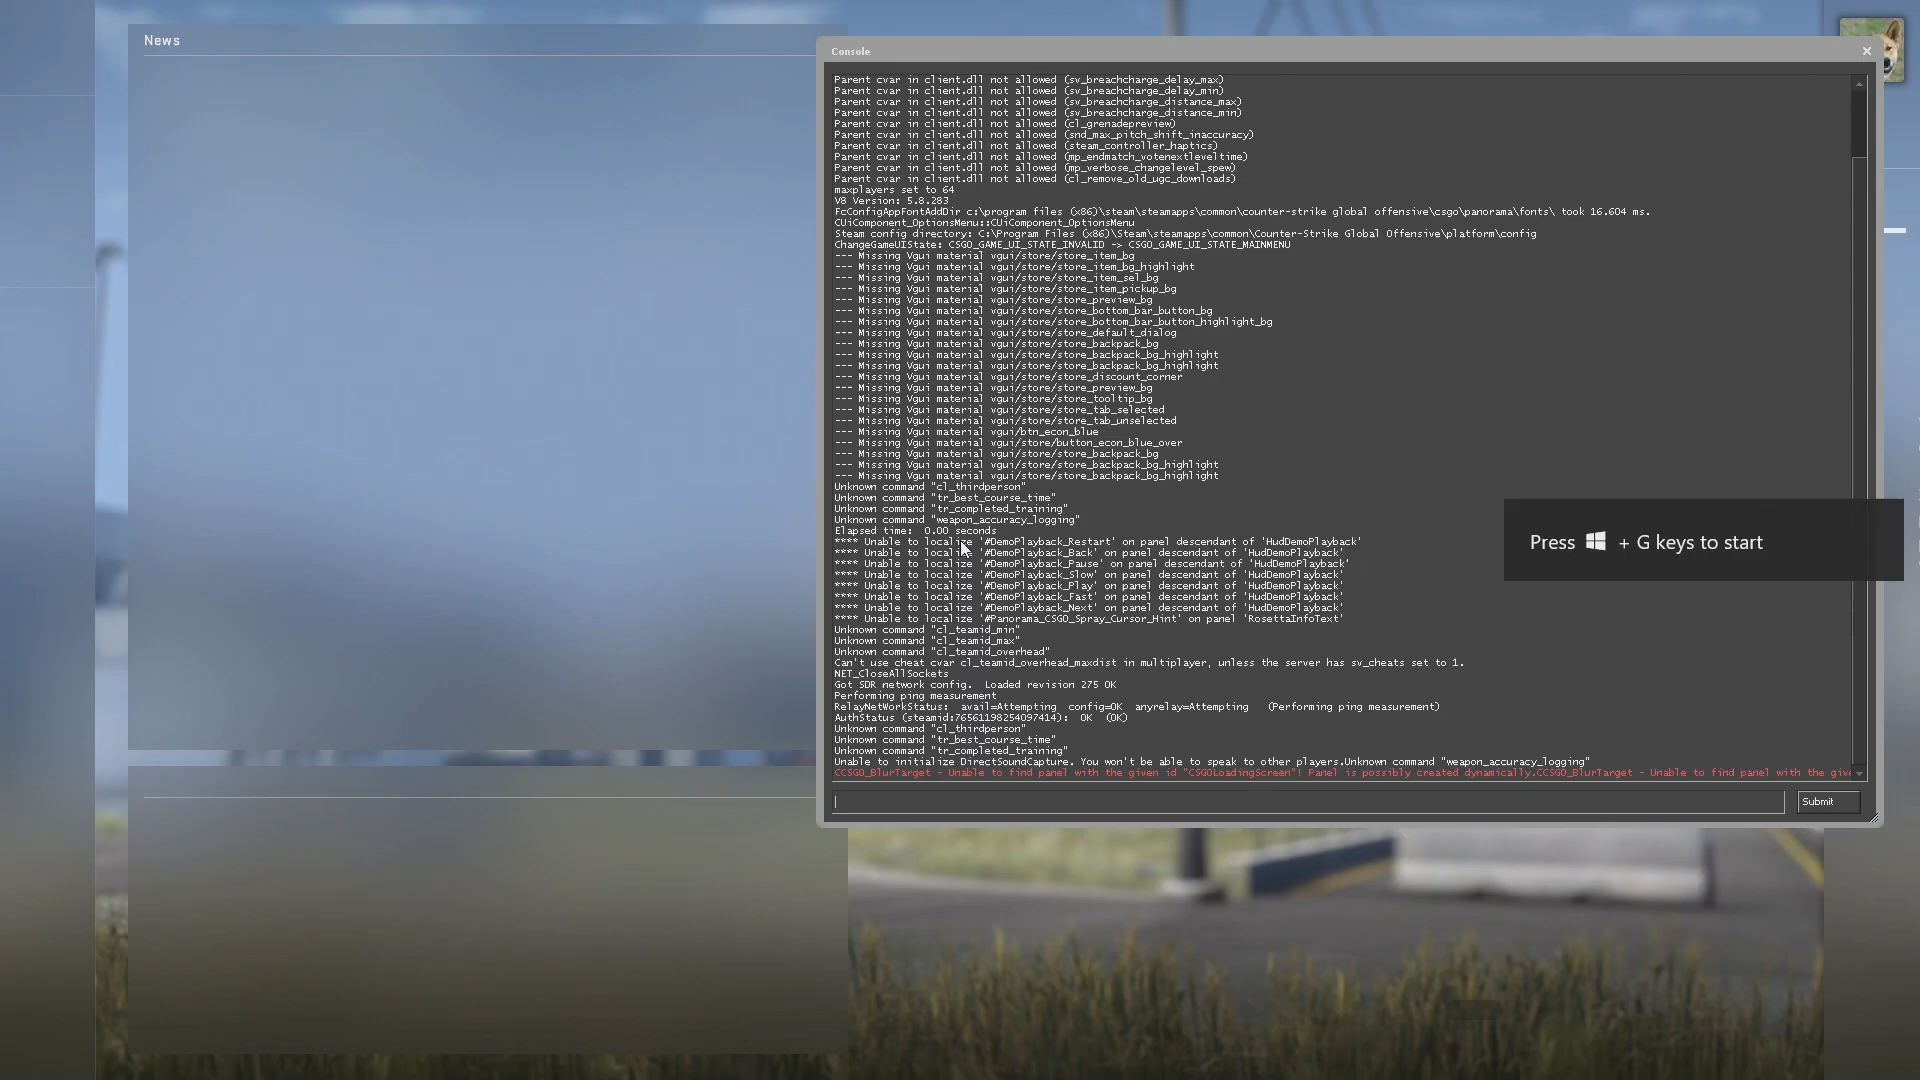 News
Console
Parent cvar in client.dll not allowed (sv_breachcharge_delay_max)
Parent cvar in client.dll not allowed (sv_breachcharge_delay_min)
Parent cvar in client.dll not allowed (sv_breachcharge_distance_max)
Parent cvar in client.dll not allowed (sv_breachcharge_distance_min)
Parent cvar in client.dll not allowed (cl_grenadepreview)
Parent cvar in client.dll not allowed (snd_max_pitch_shift_inaccuracy)
Parent cvar in client.dll not allowed (steam_controller_haptics)
Parent cvar in client.dll not allowed (mp_endmatch_votenextleveltime)
Parent cvar in client.dll not allowed (mp_verbose_changelevel_spew)
Parent cvar in client.dll not allowed (cl_remove_old_ugc_downloads)
maxplayers set to 64
V8 Version: 5.8.283
FcConfigAppFontAddDir c:\program files (x86)\steam\steamapps\common\counter-strike global offensive\csgo\panorama\fonts\ took 16.604 ms.
CUiComponent_OptionsMenu::CUiComponent_OptionsMenu
Steam config directory: C:\Program Files (x86)\Steam\steamapps\common\Counter-Strike Global Offensive\platform\config
ChangeGameUIState: CSGO_GAME_UI_STATE_INVALID -> CSGO_GAME_UI_STATE_MAINMENU
--- Missing Vgui material vgui/store/store_item_bg
--- Missing Vgui material vgui/store/store_item_bg_highlight
--- Missing Vgui material vgui/store/store_item_sel_bg
--- Missing Vgui material vgui/store/store_item_pickup_bg
--- Missing Vgui material vgui/store/store_preview_bg
--- Missing Vgui material vgui/store/store_bottom_bar_button_bg
--- Missing Vgui material vgui/store/store_bottom_bar_button_highlight_bg
--- Missing Vgui material vgui/store/store_default_dialog
--- Missing Vgui material vgui/store/store_backpack_bg
--- Missing Vgui material vgui/store/store_backpack_bg_highlight
--- Missing Vgui material vgui/store/store_backpack_bg_highlight
--- Missing Vgui material vgui/store/store_discount_corner
--- Missing Vgui material vgui/store/store_preview_bg
--- Missing Vgui material vgui/store/store_tooltip_bg
--- Missing Vgui material vgui/store/store_tab_selected
--- Missing Vgui material vgui/store/store_tab_unselected
--- Missing Vgui material vgui/btn_econ_blue
--- Missing Vgui material vgui/store/button_econ_blue_over
--- Missing Vgui material vgui/store/store_backpack_bg
--- Missing Vgui material vgui/store/store_backpack_bg_highlight
--- Missing Vgui material vgui/store/store_backpack_bg_highlight
Unknown command "cl_thirdperson"
Unknown command "tr_best_course_time"
Unknown command "tr_completed_training"
Unknown command "weapon_accuracy_logging"
Elapsed time:  0.00 seconds
**** Unable to localize '#DemoPlayback_Restart' on panel descendant of 'HudDemoPlayback'
**** Unable to localize '#DemoPlayback_Back' on panel descendant of 'HudDemoPlayback'
**** Unable to localize '#DemoPlayback_Pause' on panel descendant of 'HudDemoPlayback'
**** Unable to localize '#DemoPlayback_Slow' on panel descendant of 'HudDemoPlayback'
**** Unable to localize '#DemoPlayback_Play' on panel descendant of 'HudDemoPlayback'
**** Unable to localize '#DemoPlayback_Fast' on panel descendant of 'HudDemoPlayback'
**** Unable to localize '#DemoPlayback_Next' on panel descendant of 'HudDemoPlayback'
**** Unable to localize '#Panorama_CSGO_Spray_Cursor_Hint' on panel 'RosettaInfoText'
Unknown command "cl_teamid_min"
Unknown command "cl_teamid_max"
Unknown command "cl_teamid_overhead"
Can't use cheat cvar cl_teamid_overhead_maxdist in multiplayer, unless the server has sv_cheats set to 1.
NET_CloseAllSockets
Got SDR network config.  Loaded revision 275 OK
Performing ping measurement
RelayNetWorkStatus:  avail=Attempting  config=OK  anyrelay=Attempting   (Performing ping measurement)
AuthStatus (steamid:76561198254097414):  OK  (OK)
Unknown command "cl_thirdperson"
Unknown command "tr_best_course_time"
Unknown command "tr_completed_training"
Unable to initialize DirectSoundCapture. You won't be able to speak to other players.Unknown command "weapon_accuracy_logging"
CCSGO_BlurTarget - Unable to find panel with the given id "CSGOLoadingScreen"! Panel is possibly created dynamically.CCSGO_BlurTarget - Unable to find panel with the give
Submit
Press + G keys to start